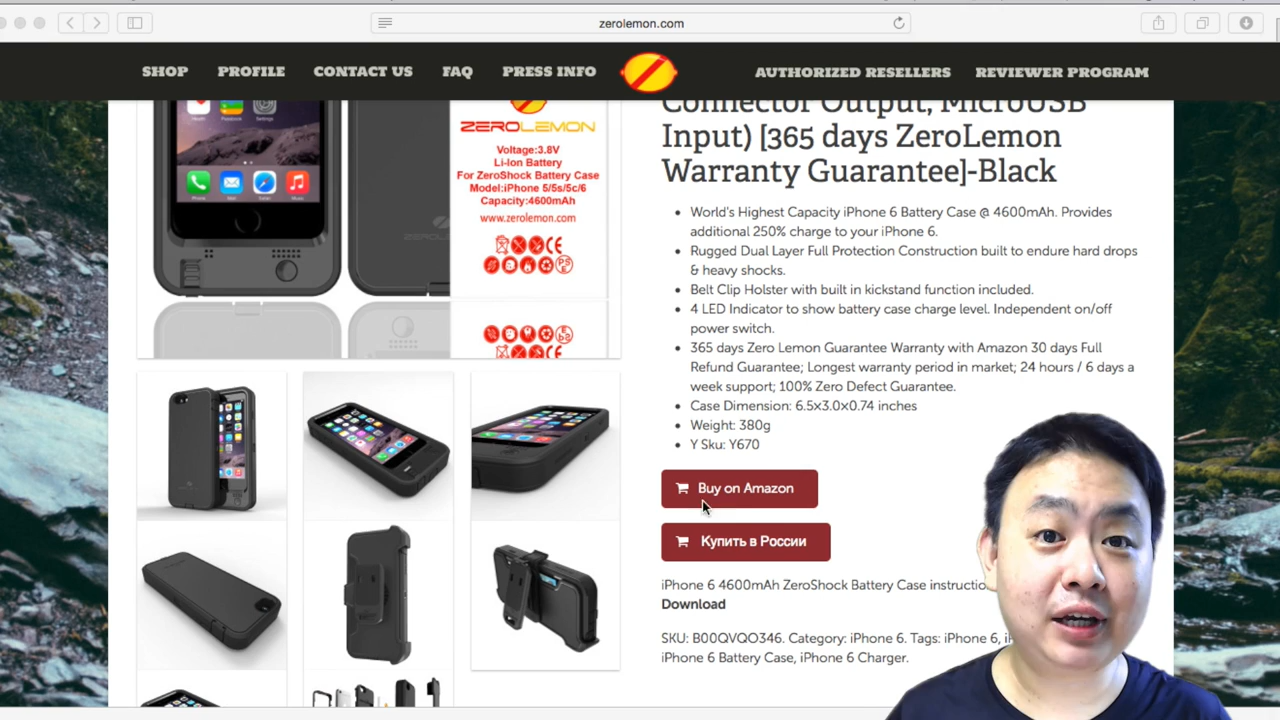 zerolemon.com
SHOP PROFILE CONTACT US FAQ PRESS INFO AUTHORIZED RESELLERS REVIEWER PROGRAM
ZEROLEMON
Voltage:3.8V
Li-Ion Battery
For ZeroShock Battery Case
Model:iPhone 5/5s/5c/6
Capacity:4600mAh
www.zerolemon.com
Connector Output, MicroUSB
Input) [365 days ZeroLemon
Warranty Guarantee]-Black
World's Highest Capacity iPhone 6 Battery Case @ 4600mAh. Provides
additional 250% charge to your iPhone 6.
Rugged Dual Layer Full Protection Construction built to endure hard drops
& heavy shocks.
Belt Clip Holster with built in kickstand function included.
4 LED Indicator to show battery case charge level. Independent on/off
power switch.
365 days Zero Lemon Guarantee Warranty with Amazon 30 days Full
Refund Guarantee; Longest warranty period in market; 24 hours / 6 days a
week support; 100% Zero Defect Guarantee.
Case Dimension: 6.5×3.0×0.74 inches
Weight: 380g
Y Sku: Y670
Buy on Amazon
Купить в России
iPhone 6 4600mAh ZeroShock Battery Case
Download
SKU: B00QVQO346. Category: iPhone 6. Tags: iPhone 6,
iPhone 6 Battery Case, iPhone 6 Charger.